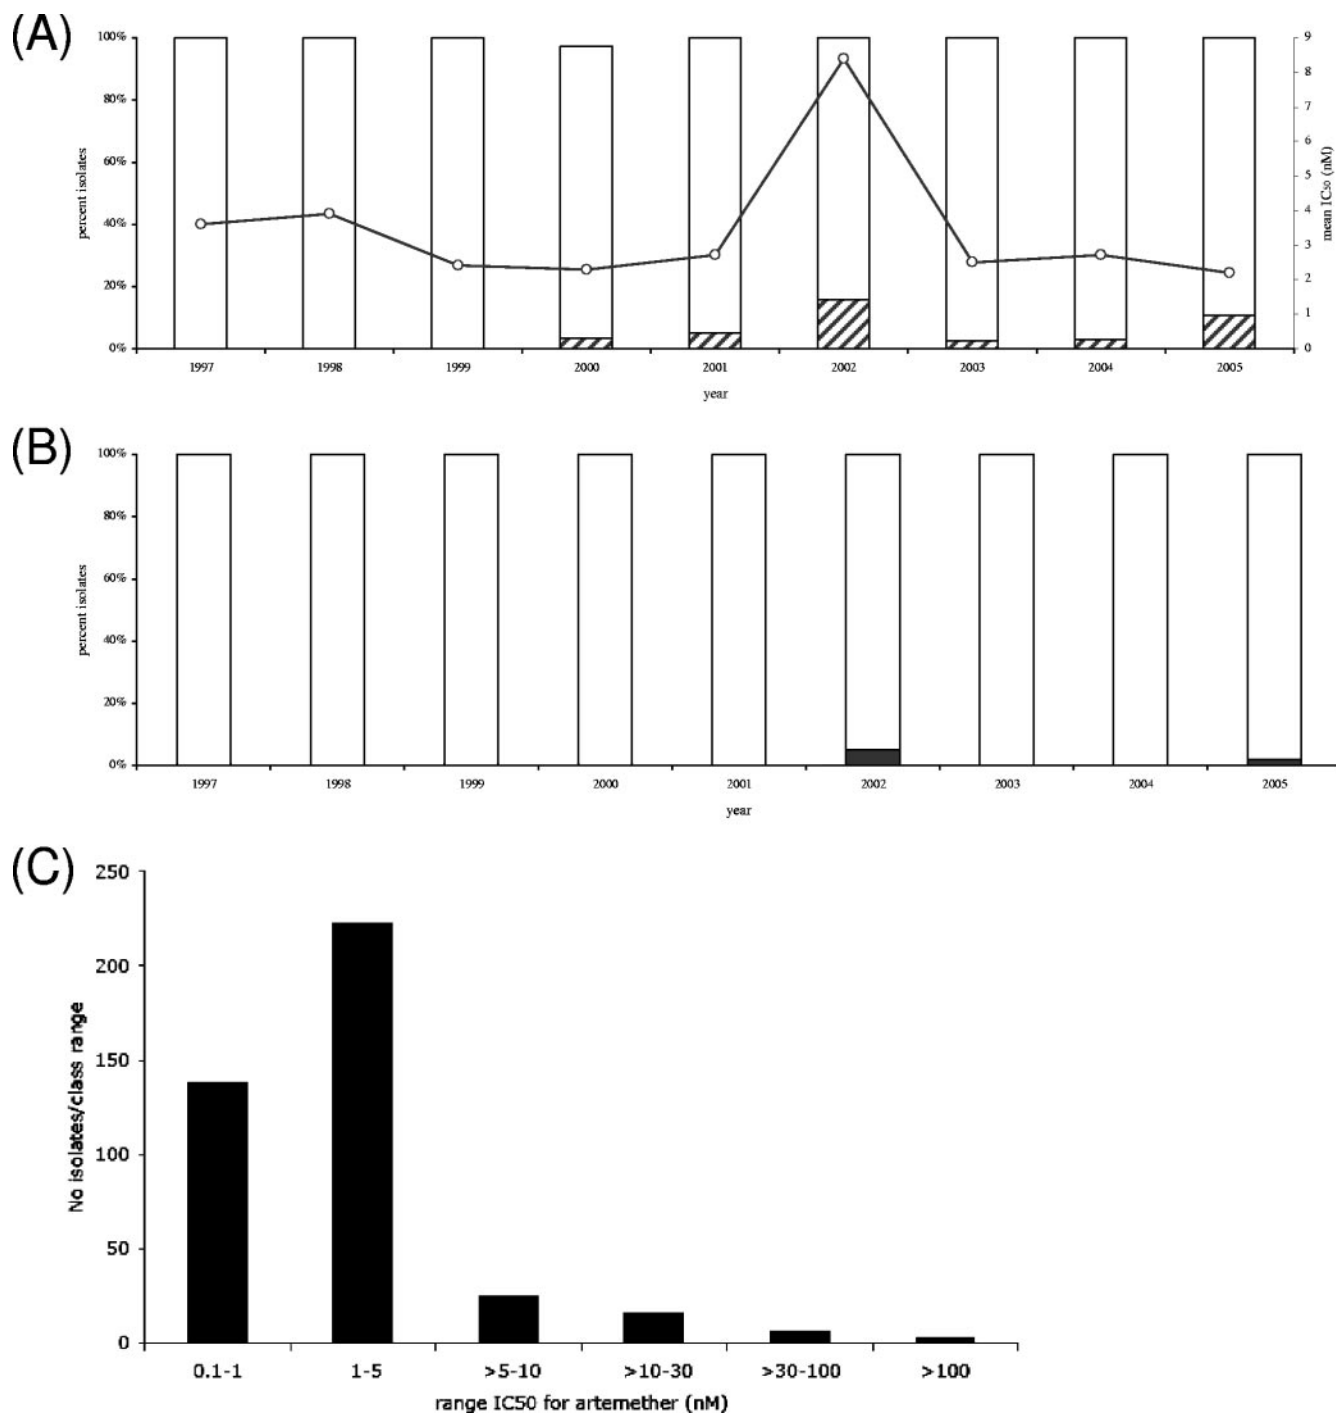 (A)
100%
80%
60%
40%
20%
0%
percent isolates
9
8
7
6
5
4
3
2
1
0
mean IC50 (nM)
1997 1998 1999 2000 2001 2002 2003 2004 2005
year
(B)
100%
80%
60%
40%
20%
0%
percent isolates
1997 1998 1999 2000 2001 2002 2003 2004 2005
year
(C)
250
200
150
100
50
0
No isolates/class range
0.1-1 1-5 >5-10 >10-30 >30-100 >100
range IC50 for artemether (nM)